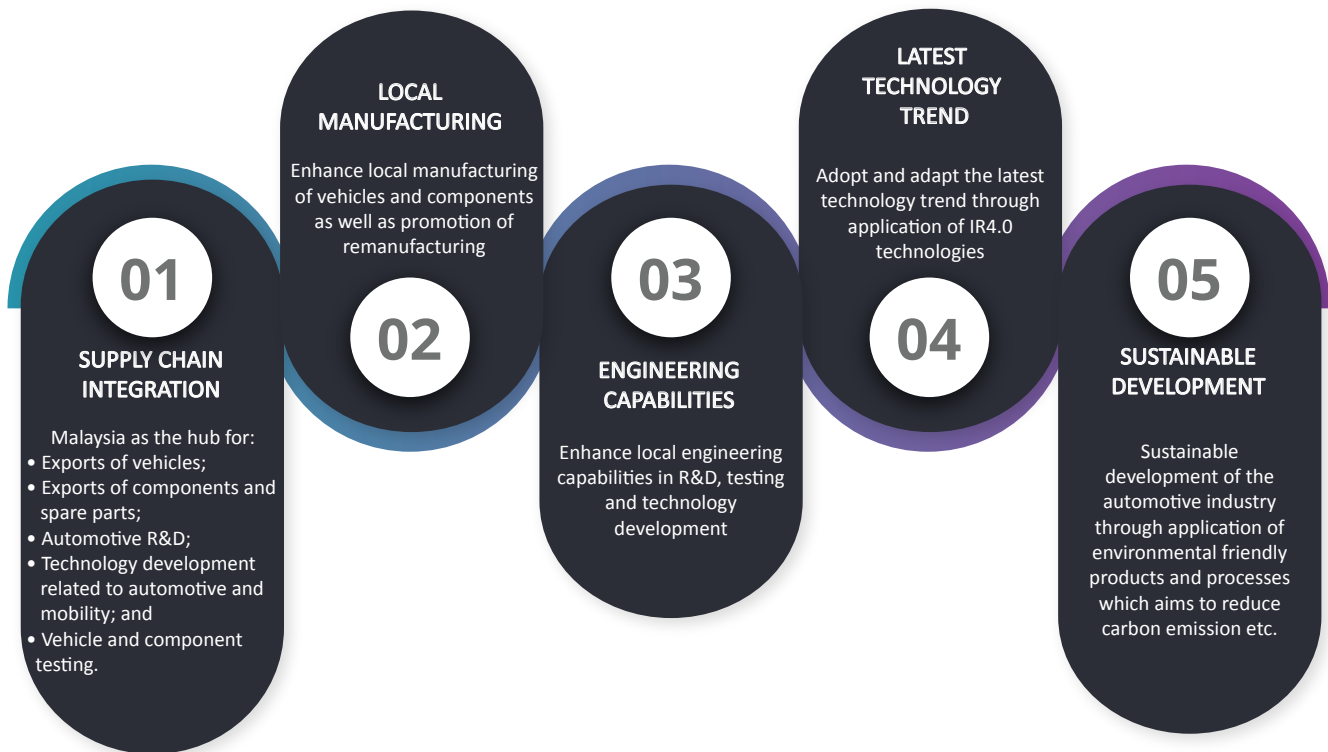 01
SUPPLY CHAIN
INTEGRATION
Malaysia as the hub for:
• Exports of vehicles;
• Exports of components and
spare parts;
• Automotive R&D;
• Technology development
related to automotive and
mobility; and
• Vehicle and component
testing.
LOCAL
MANUFACTURING
Enhance local manufacturing
of vehicles and components
as well as promotion of
remanufacturing
02
03
ENGINEERING
CAPABILITIES
Enhance local engineering
capabilities in R&D, testing
and technology
development
LATEST
TECHNOLOGY
TREND
Adopt and adapt the latest
technology trend through
application of IR4.0
technologies
04
05
SUSTAINABLE
DEVELOPMENT
Sustainable
development of the
automotive industry
through application of
environmental friendly
products and processes
which aims to reduce
carbon emission etc.